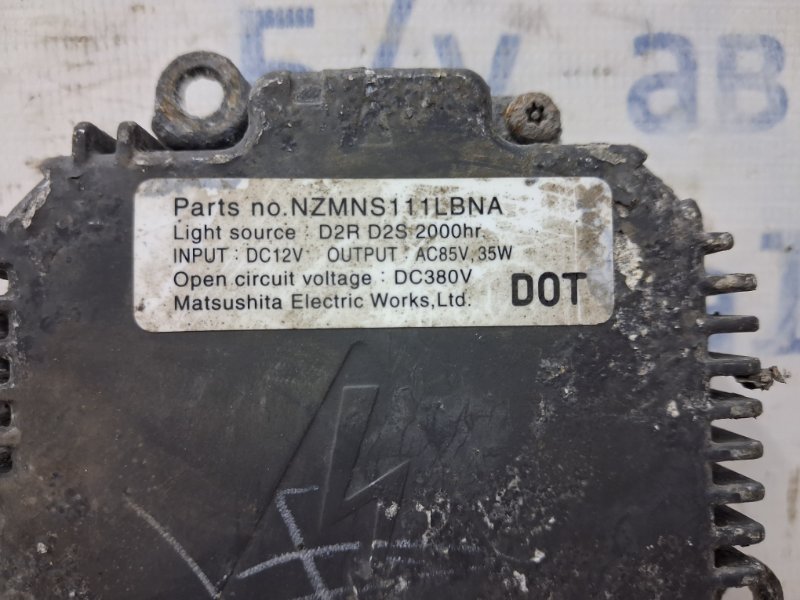 Б/У АВ
Parts no.NZMNS111LBNA
Light source : D2R D2S 2000hr.
INPUT : DC12V OUTPUT : AC85V, 35W
Open circuit voltage : DC380V
Matsushita Electric Works,Ltd.
DOT